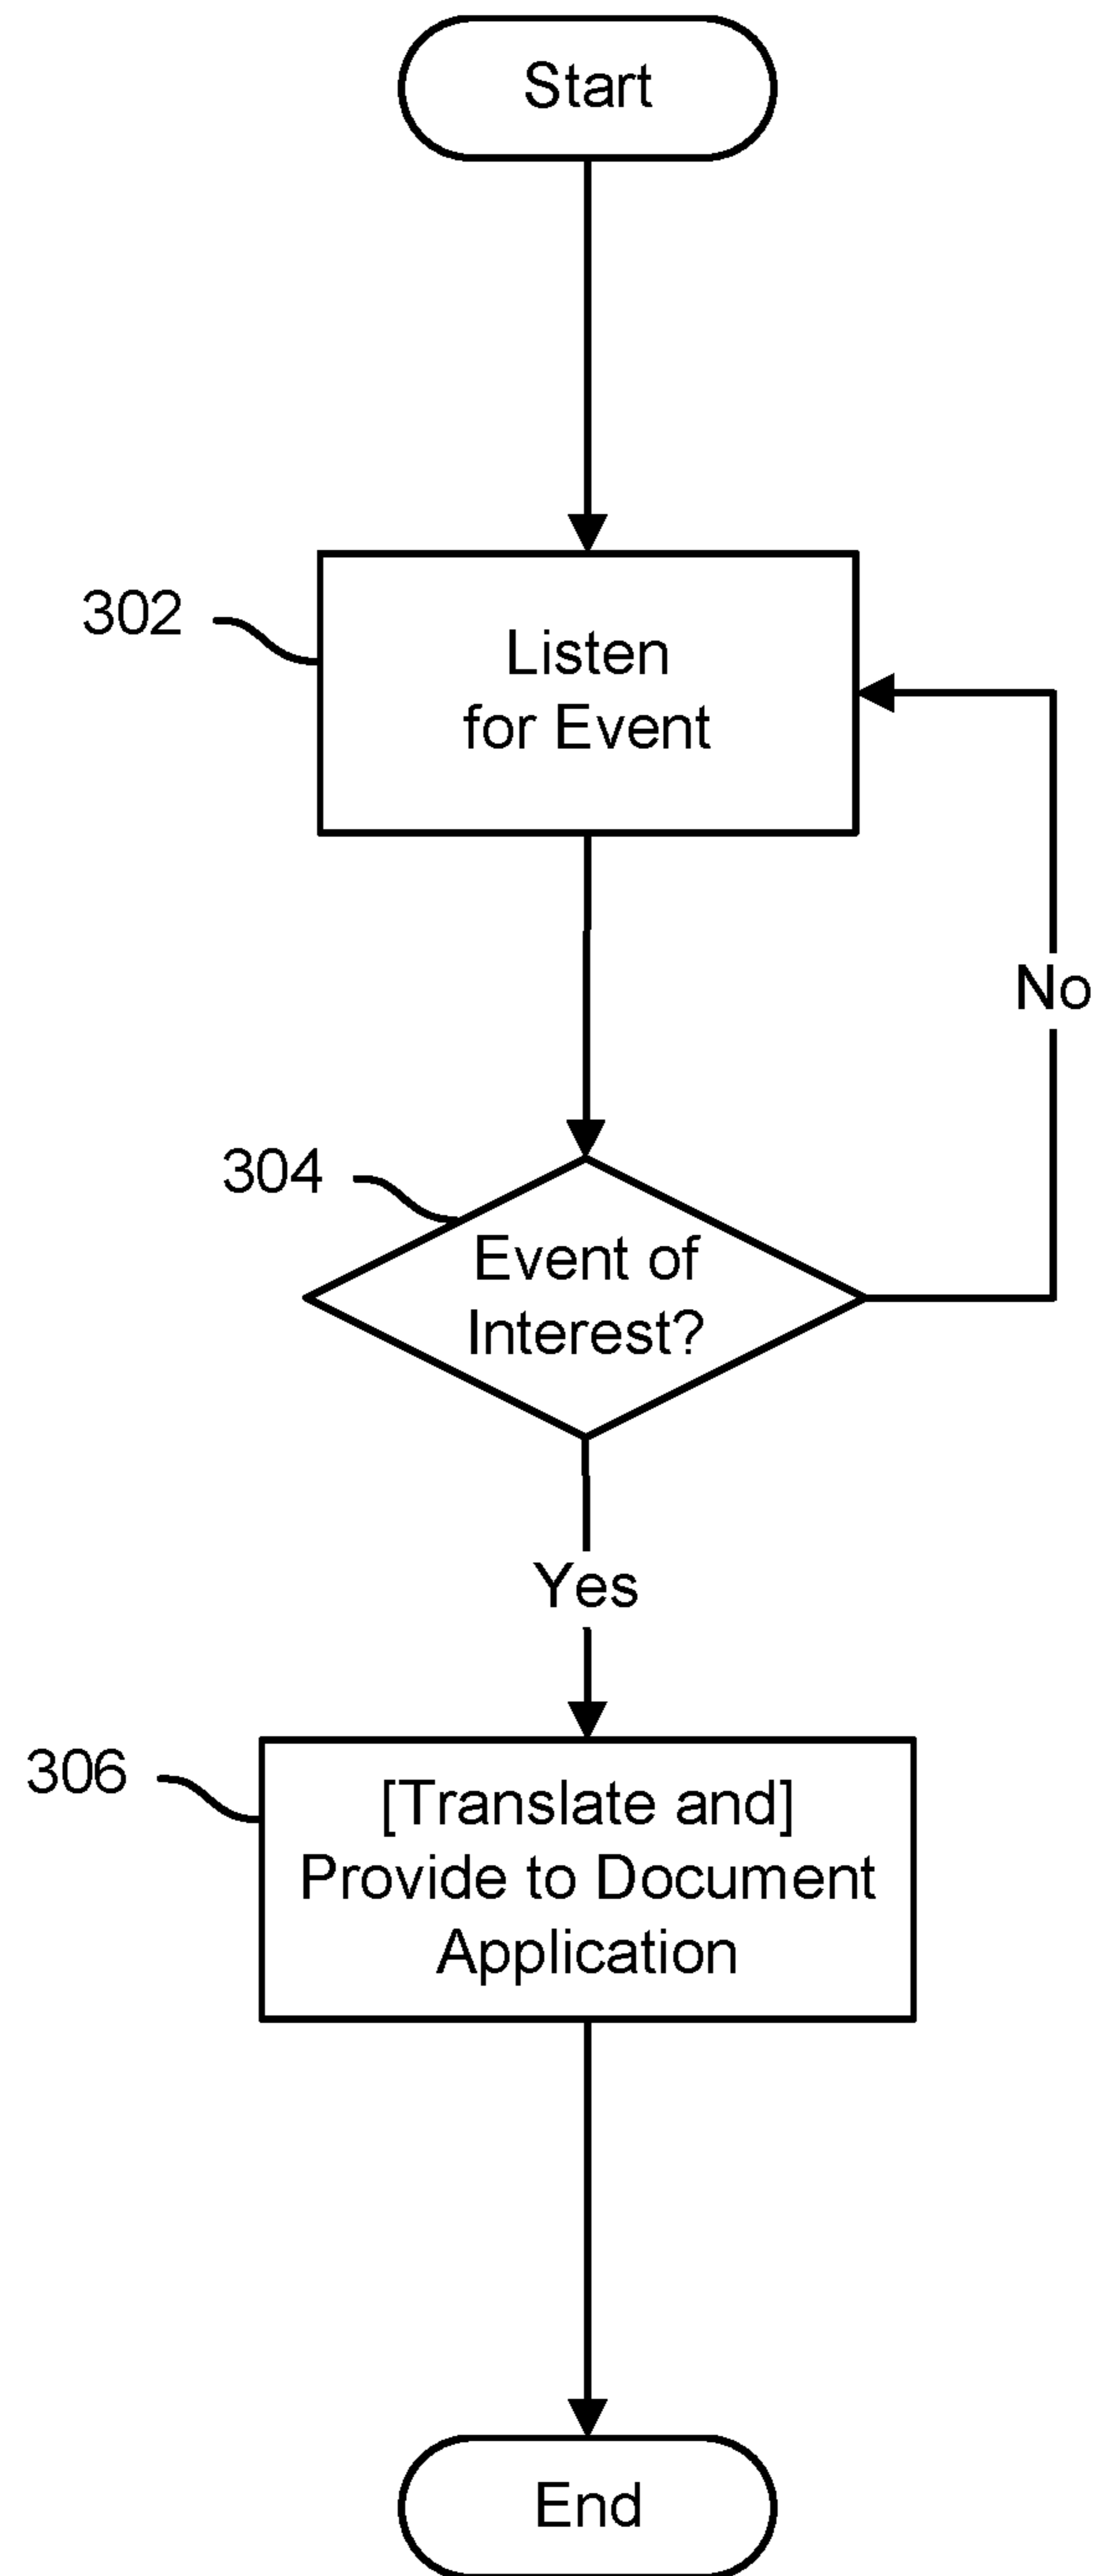 Start
302
Listen
for Event
No
304
Event of
Interest?
Yes
306
[Translate and]
Provide to Document
Application
End